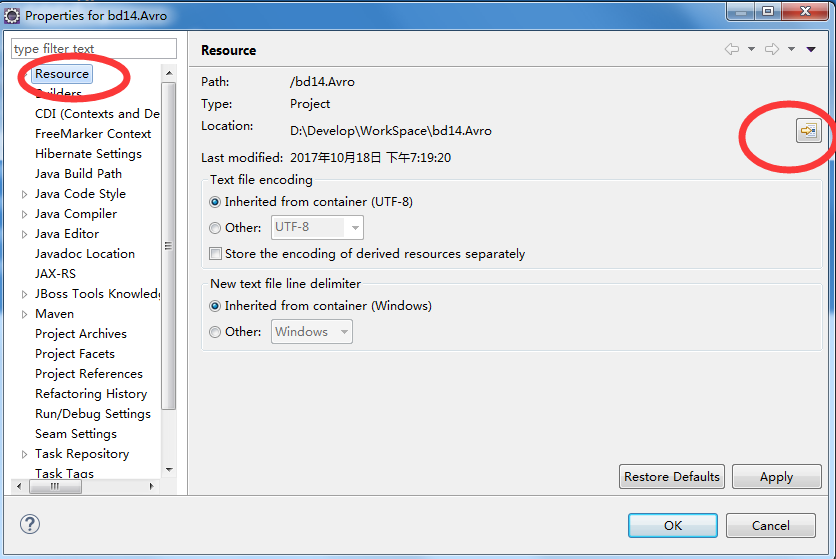 Properties for bd14.Avro
type filter text
Resource
Builders
CDI (Contexts and De
FreeMarker Context
Hibernate Settings
Java Build Path
Java Code Style
Java Compiler
Java Editor
Javadoc Location
JAX-RS
JBoss Tools Knowledg
Maven
Project Archives
Project Facets
Project References
Refactoring History
Run/Debug Settings
Seam Settings
Task Repository
Task Tags
Resource
Path: /bd14.Avro
Type: Project
Location: D:\Develop\WorkSpace\bd14.Avro
Last modified: 2017年10月18日 下午7:19:20
Text file encoding
Inherited from container (UTF-8)
Other: UTF-8
Store the encoding of derived resources separately
New text file line delimiter
Inherited from container (Windows)
Other: Windows
Restore Defaults Apply
? OK Cancel